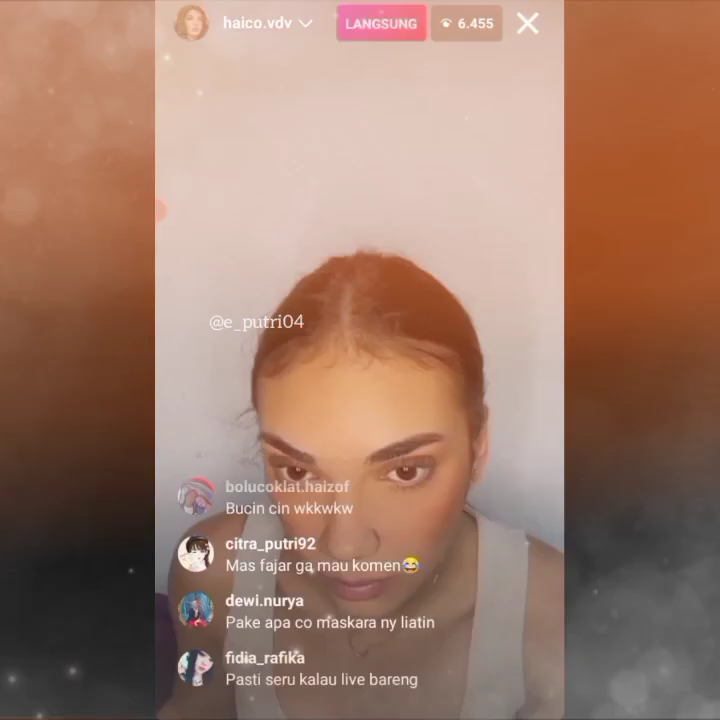 haico.vdv
LANGSUNG
6.455
@e_putri04
bolucoklat.haizof
Bucin cin wkkwkw
citra_putri92
Mas fajar ga mau komen😂
dewi.nurya
Pake apa co maskara ny liatin
fidia_rafika
Pasti seru kalau live bareng